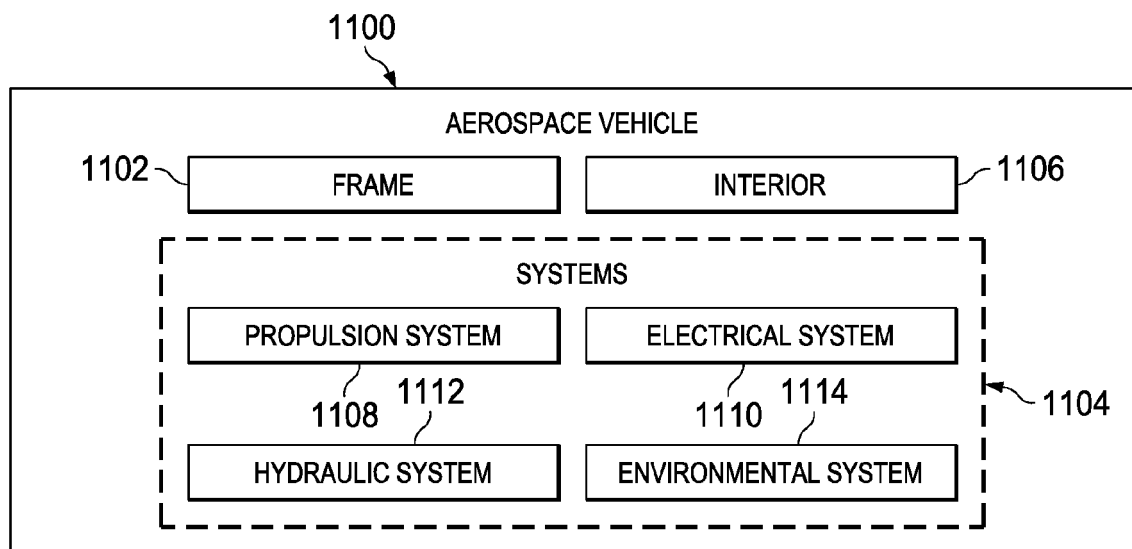 1100
AEROSPACE VEHICLE
1102 FRAME INTERIOR 1106
SYSTEMS
PROPULSION SYSTEM ELECTRICAL SYSTEM
1108 1112 1110 1114 1104
HYDRAULIC SYSTEM ENVIRONMENTAL SYSTEM